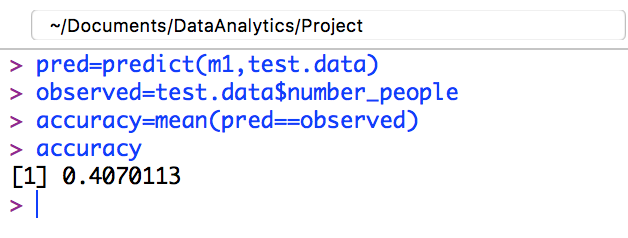 ~/Documents/DataAnalytics/Project
> pred=predict(m1,test.data)
> observed=test.data$number_people
> accuracy=mean(pred==observed)
> accuracy
[1] 0.4070113
>